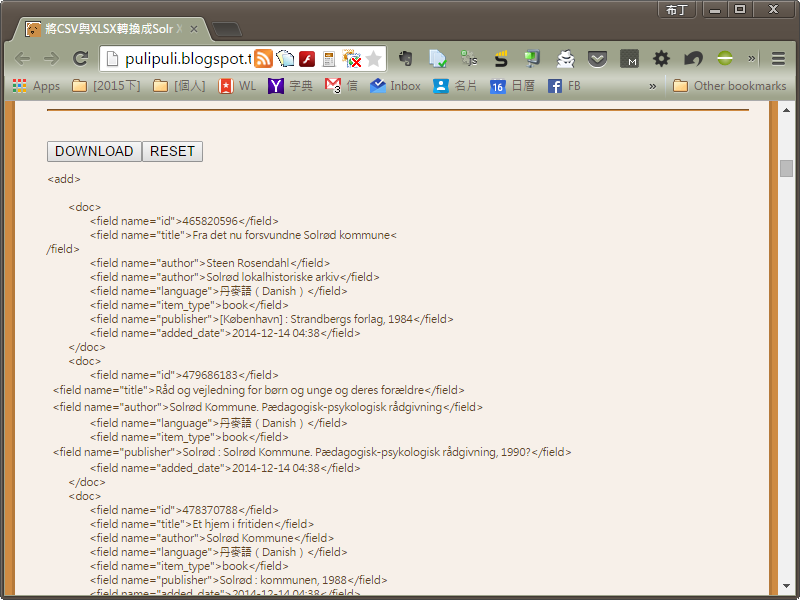 布丁
將CSV與XLSX轉換成Solr X
pulipuli.blogspot.t
Apps [2015下] [個人] WL 字典 信 Inbox 名片 16 日曆 FB » Other bookmarks
DOWNLOAD RESET
<add>
<doc>
<field name="id">465820596</field>
<field name="title">Fra det nu forsvundne Solrød kommune<
/field>
<field name="author">Steen Rosendahl</field>
<field name="author">Solrød lokalhistoriske arkiv</field>
<field name="language">丹麥語 ( Danish ) </field>
<field name="item_type">book</field>
<field name="publisher">[København] : Strandbergs forlag, 1984</field>
<field name="added_date">2014-12-14 04:38</field>
</doc>
<doc>
<field name="id">479686183</field>
<field name="title">Råd og vejledning for børn og unge og deres forældre</field>
<field name="author">Solrød Kommune. Pædagogisk-psykologisk rådgivning</field>
<field name="language">丹麥語 ( Danish ) </field>
<field name="item_type">book</field>
<field name="publisher">Solrød : Solrød Kommune. Pædagogisk-psykologisk rådgivning, 1990?</field>
<field name="added_date">2014-12-14 04:38</field>
</doc>
<doc>
<field name="id">478370788</field>
<field name="title">Et hjem i fritiden</field>
<field name="author">Solrød Kommune</field>
<field name="language">丹麥語 ( Danish ) </field>
<field name="item_type">book</field>
<field name="publisher">Solrød : kommunen, 1988</field>
<field name="added_date">2014-12-14 04:38</field>